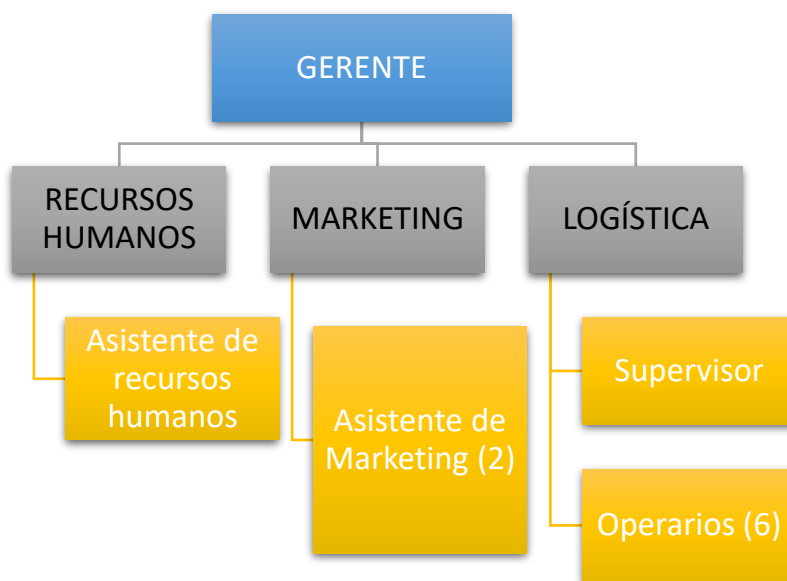 GERENTE
RECURSOS
HUMANOS
MARKETING
LOGÍSTICA
Asistente de
recursos
humanos
Asistente de
Marketing (2)
Supervisor
Operarios (6)